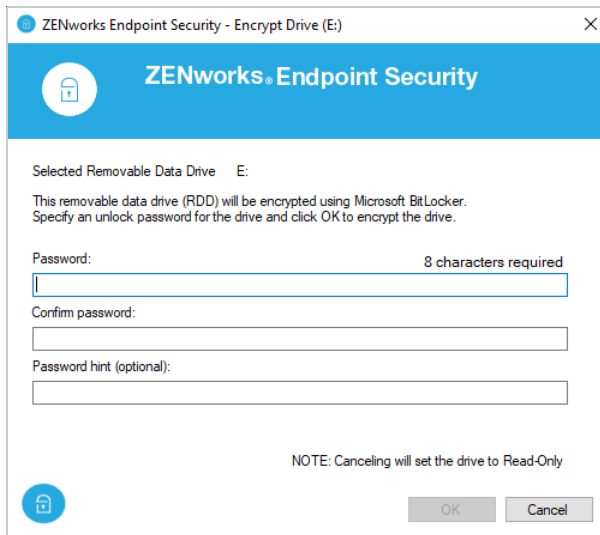 ZENworks Endpoint Security - Encrypt Drive (E:)
ZENworks® Endpoint Security
Selected Removable Data Drive E:
This removable data drive (RDD) will be encrypted using Microsoft BitLocker.
Specify an unlock password for the drive and click OK to encrypt the drive.
Password:
8 characters required
Confirm password:
Password hint (optional):
NOTE: Canceling will set the drive to Read-Only
OK
Cancel